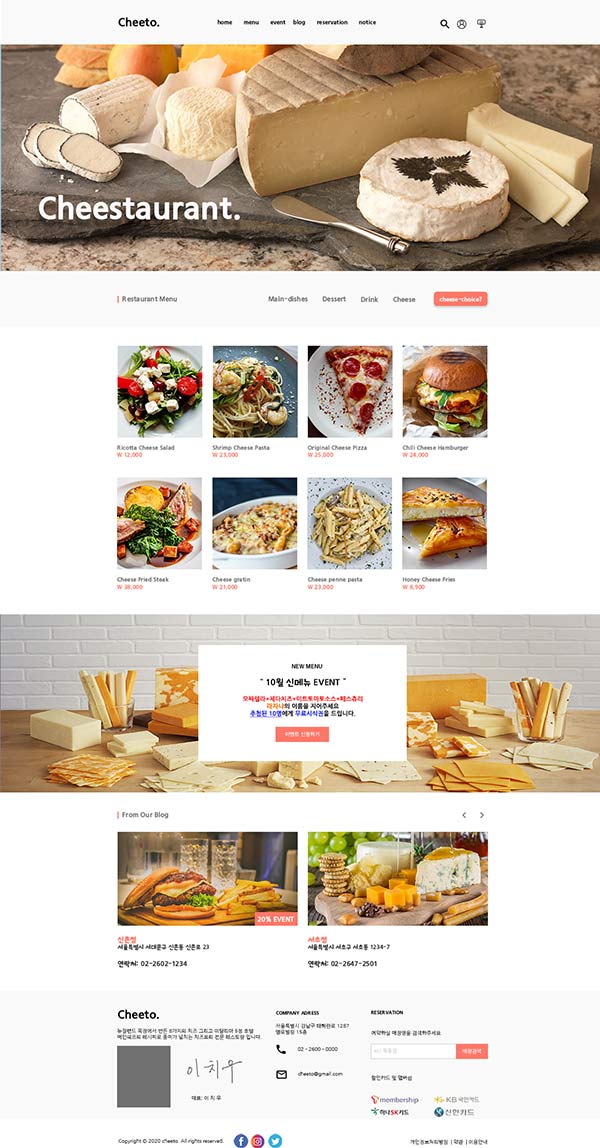 Cheeto.
home menu event blog reservation notice
Cheestaurant.
Restaurant Menu
Main-dishes Dessert Drink Cheese cheese-choice?
Ricotta Cheese Salad
₩ 12,000
Shrimp Cheese Pasta
₩ 23,000
Original Cheese Pizza
₩ 25,000
Chili Cheese Hamburger
₩ 24,000
Cheese Fried Steak
₩ 38,000
Cheese gratin
₩ 21,000
Cheese penne pasta
₩ 23,000
Honey Cheese Fries
₩ 8,900
NEW MENU
" 10월 신메뉴 EVENT "
모짜렐라+체다치즈+미트토마토소스+페스츄리
라자냐의 이름을 지어주세요
추첨된 10명에게 무료시식권을 드립니다.
이벤트 신청하기
From Our Blog
20% EVENT
신촌점
서울특별시 서대문구 신촌동 신촌로 23
연락처: 02-2602-1234
서초점
서울특별시 서초구 서초동 1234-7
연락처: 02-2647-2501
Cheeto.
뉴질랜드 목장에서 만든 8가지의 치즈 그리고 이탈리아 5성 호텔
메인셰프의 레시피로 풍미가 넘치는 치즈요리 전문 레스토랑 입니다.
이치우
대표: 이 치 우
COMPANY ADRESS
서울특별시 강남구 테헤란로 1287
02 - 2600 - 0000
cheeto@gmail.com
RESERVATION
예약하실 매장명을 검색하주세요
매장검색
할인카드 및 멤버쉽
T membership
KB국민카드
하나SK카드
신한카드
Copyright © 2020 cheeto. All rights reserved.
개인정보처리방침 | 약관 | 이용안내